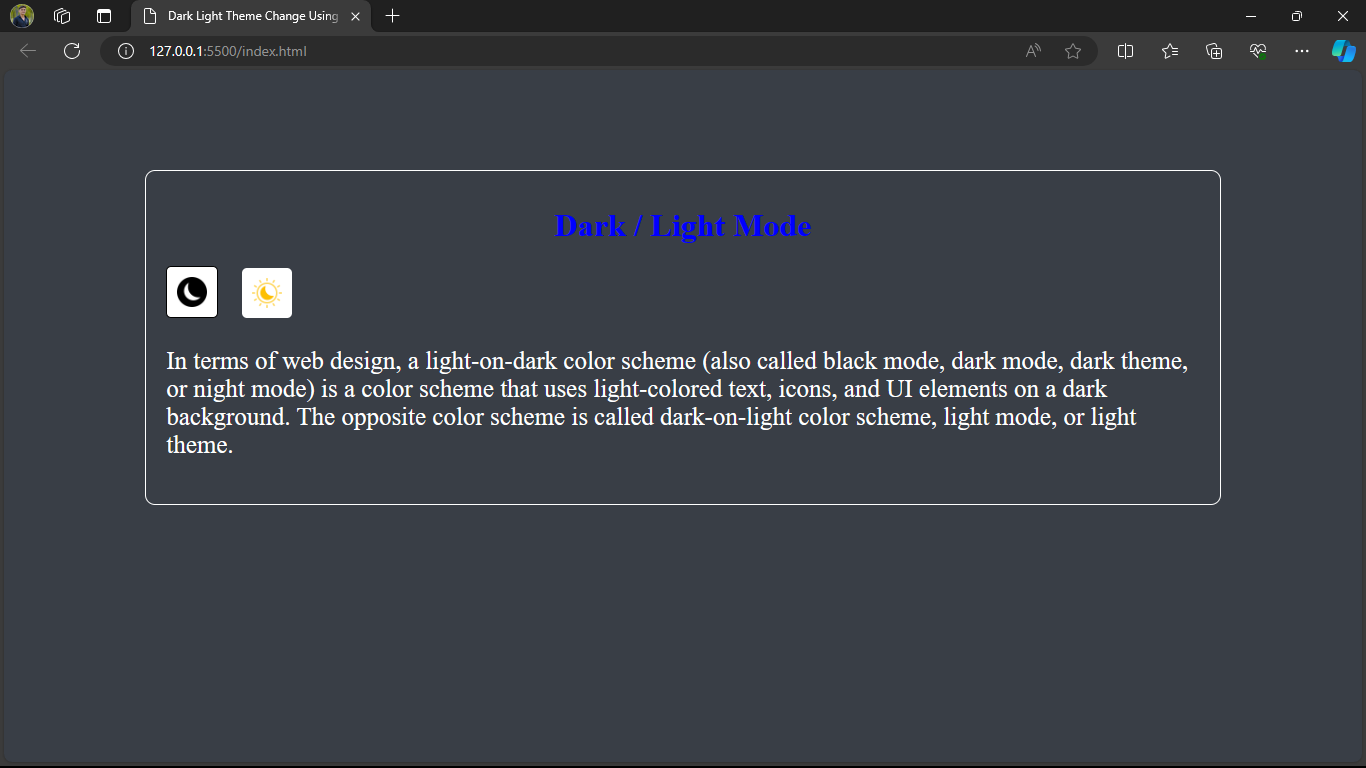 Dark Light Theme Change Using
127.0.0.1:5500/index.html
Dark / Light Mode
In terms of web design, a light-on-dark color scheme (also called black mode, dark mode, dark theme,
or night mode) is a color scheme that uses light-colored text, icons, and UI elements on a dark
background. The opposite color scheme is called dark-on-light color scheme, light mode, or light
theme.